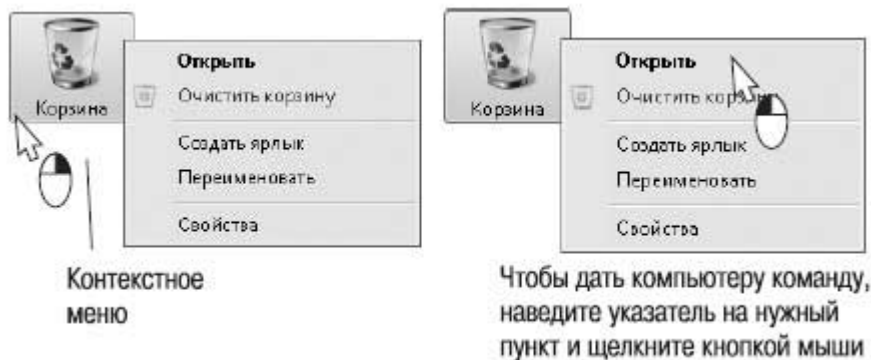 Корзина
Открыть
Очистить корзину
Создать ярлык
Переименовать
Свойства
Контекстное
меню
Корзина
Открыть
Очистить
Создать ярлык
Переименовать
Свойства
Чтобы дать компьютеру команду,
наведите указатель на нужный
пункт и щелкните кнопкой мыши